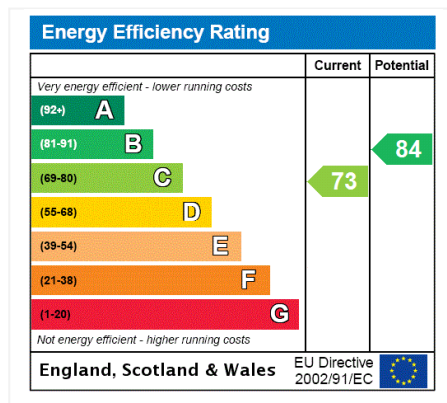 Energy Efficiency Rating
Current Potential
Very energy efficient - lower running costs
(92+) A
(81-91) B
84
(69-80) C
73
(55-68) D
(39-54) E
(21-38) F
(1-20) G
Not energy efficient - higher running costs
England, Scotland & Wales
EU Directive
2002/91/EC